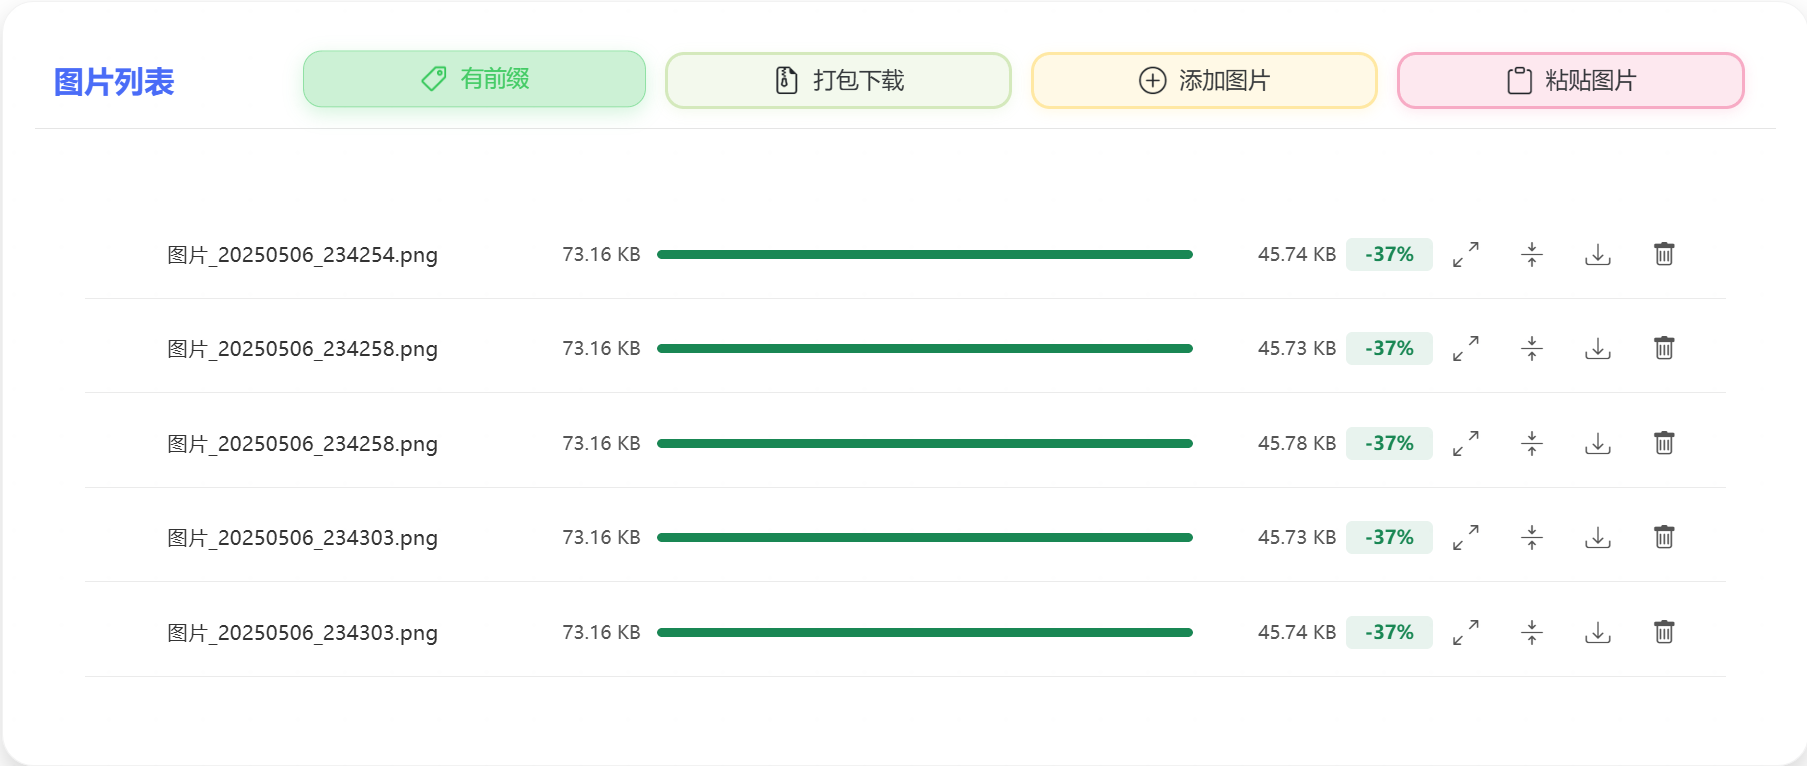 图片列表 有前缀 打包下载 添加图片 粘贴图片
图片_20250506_234254.png 73.16 KB 45.74 KB -37%
图片_20250506_234258.png 73.16 KB 45.73 KB -37%
图片_20250506_234258.png 73.16 KB 45.78 KB -37%
图片_20250506_234303.png 73.16 KB 45.73 KB -37%
图片_20250506_234303.png 73.16 KB 45.74 KB -37%